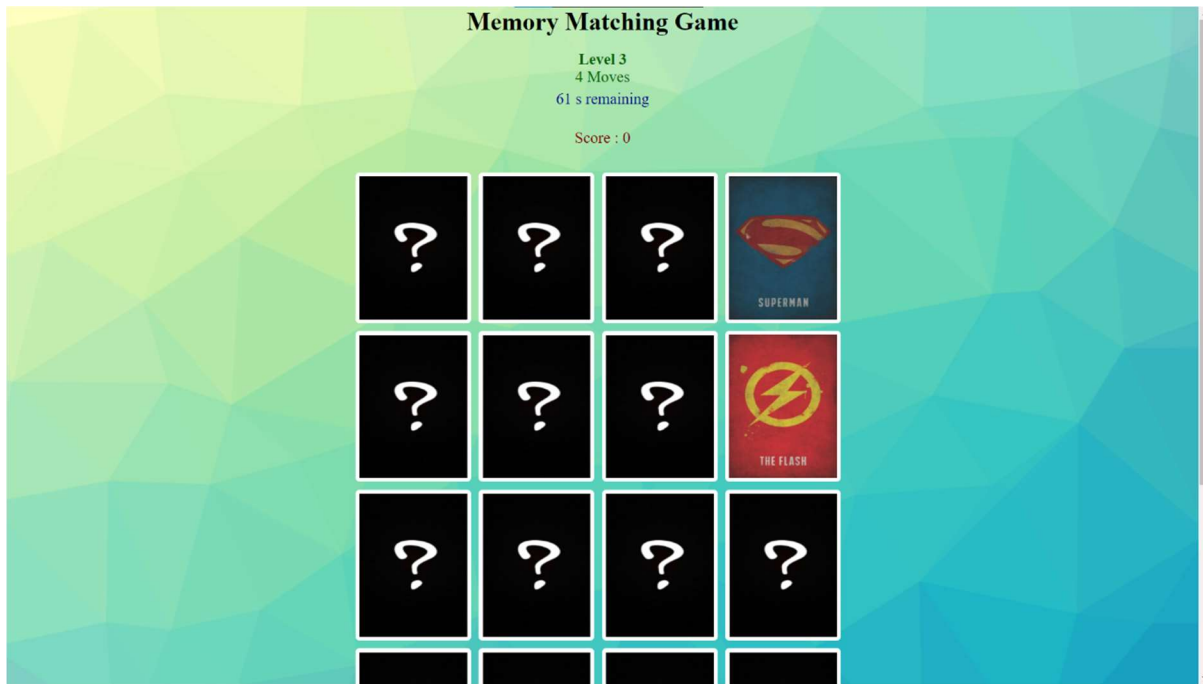 Memory Matching Game
Level 3
4 Moves
61 s remaining
Score : 0
? ? ?
SUPERMAN
? ? ?
THE FLASH
? ? ? ?